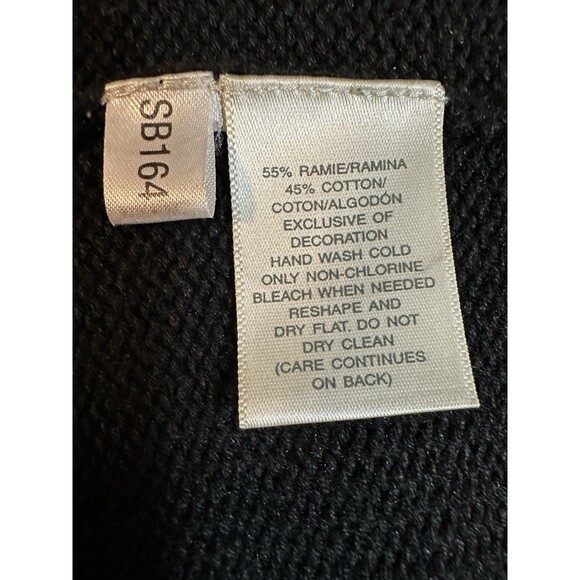 SB164
55% RAMIE/RAMINA
45% COTTON/
COTON/ALGODÓN
EXCLUSIVE OF
DECORATION
HAND WASH COLD
ONLY NON-CHLORINE
BLEACH WHEN NEEDED
RESHAPE AND
DRY FLAT. DO NOT
DRY CLEAN
(CARE CONTINUES
ON BACK)